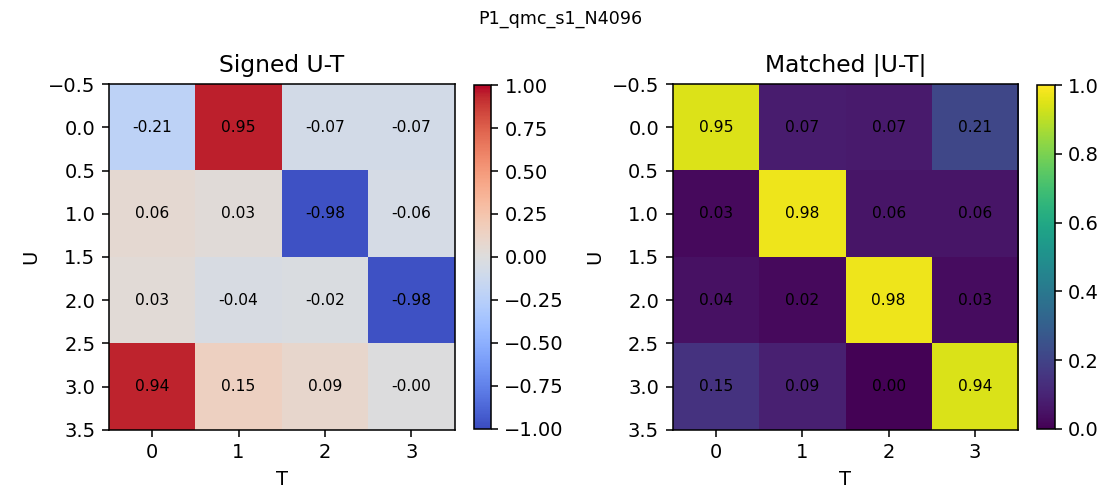 P1_qmc_s1_N4096
Signed U-T
Matched |U-T|
−0.5 0.0 0.5 1.0 1.5 2.0 2.5 3.0 3.5
U
-0.21 0.95 -0.07 -0.07
0.06 0.03 -0.98 -0.06
0.03 -0.04 -0.02 -0.98
0.94 0.15 0.09 -0.00
0 1 2 3
T
1.00 0.75 0.50 0.25 0.00 −0.25 −0.50 −0.75 −1.00
−0.5 0.0 0.5 1.0 1.5 2.0 2.5 3.0 3.5
U
0.95 0.07 0.07 0.21
0.03 0.98 0.06 0.06
0.04 0.02 0.98 0.03
0.15 0.09 0.00 0.94
0 1 2 3
T
1.0 0.8 0.6 0.4 0.2 0.0